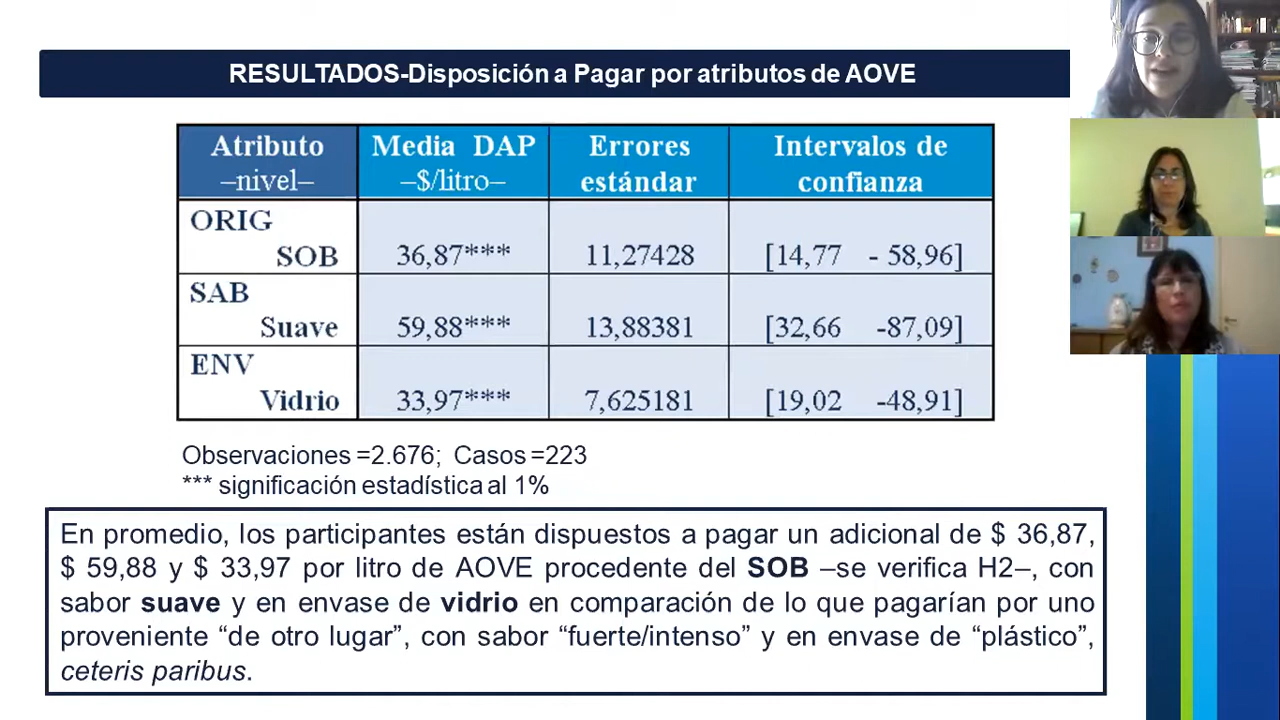 RESULTADOS-Disposición a Pagar por atributos de AOVE
Atributo Media DAP Errores Intervalos de
–nivel– –$/litro– estándar confianza
ORIG
SOB 36,87*** 11,27428 [14,77 - 58,96]
SAB
Suave 59,88*** 13,88381 [32,66 -87,09]
ENV
Vidrio 33,97*** 7,625181 [19,02 -48,91]
Observaciones =2.676; Casos =223
*** significación estadística al 1%
En promedio, los participantes están dispuestos a pagar un adicional de $ 36,87,
$ 59,88 y $ 33,97 por litro de AOVE procedente del SOB –se verifica H2–, con
sabor suave y en envase de vidrio en comparación de lo que pagarían por uno
proveniente “de otro lugar”, con sabor “fuerte/intenso” y en envase de “plástico”,
ceteris paribus.